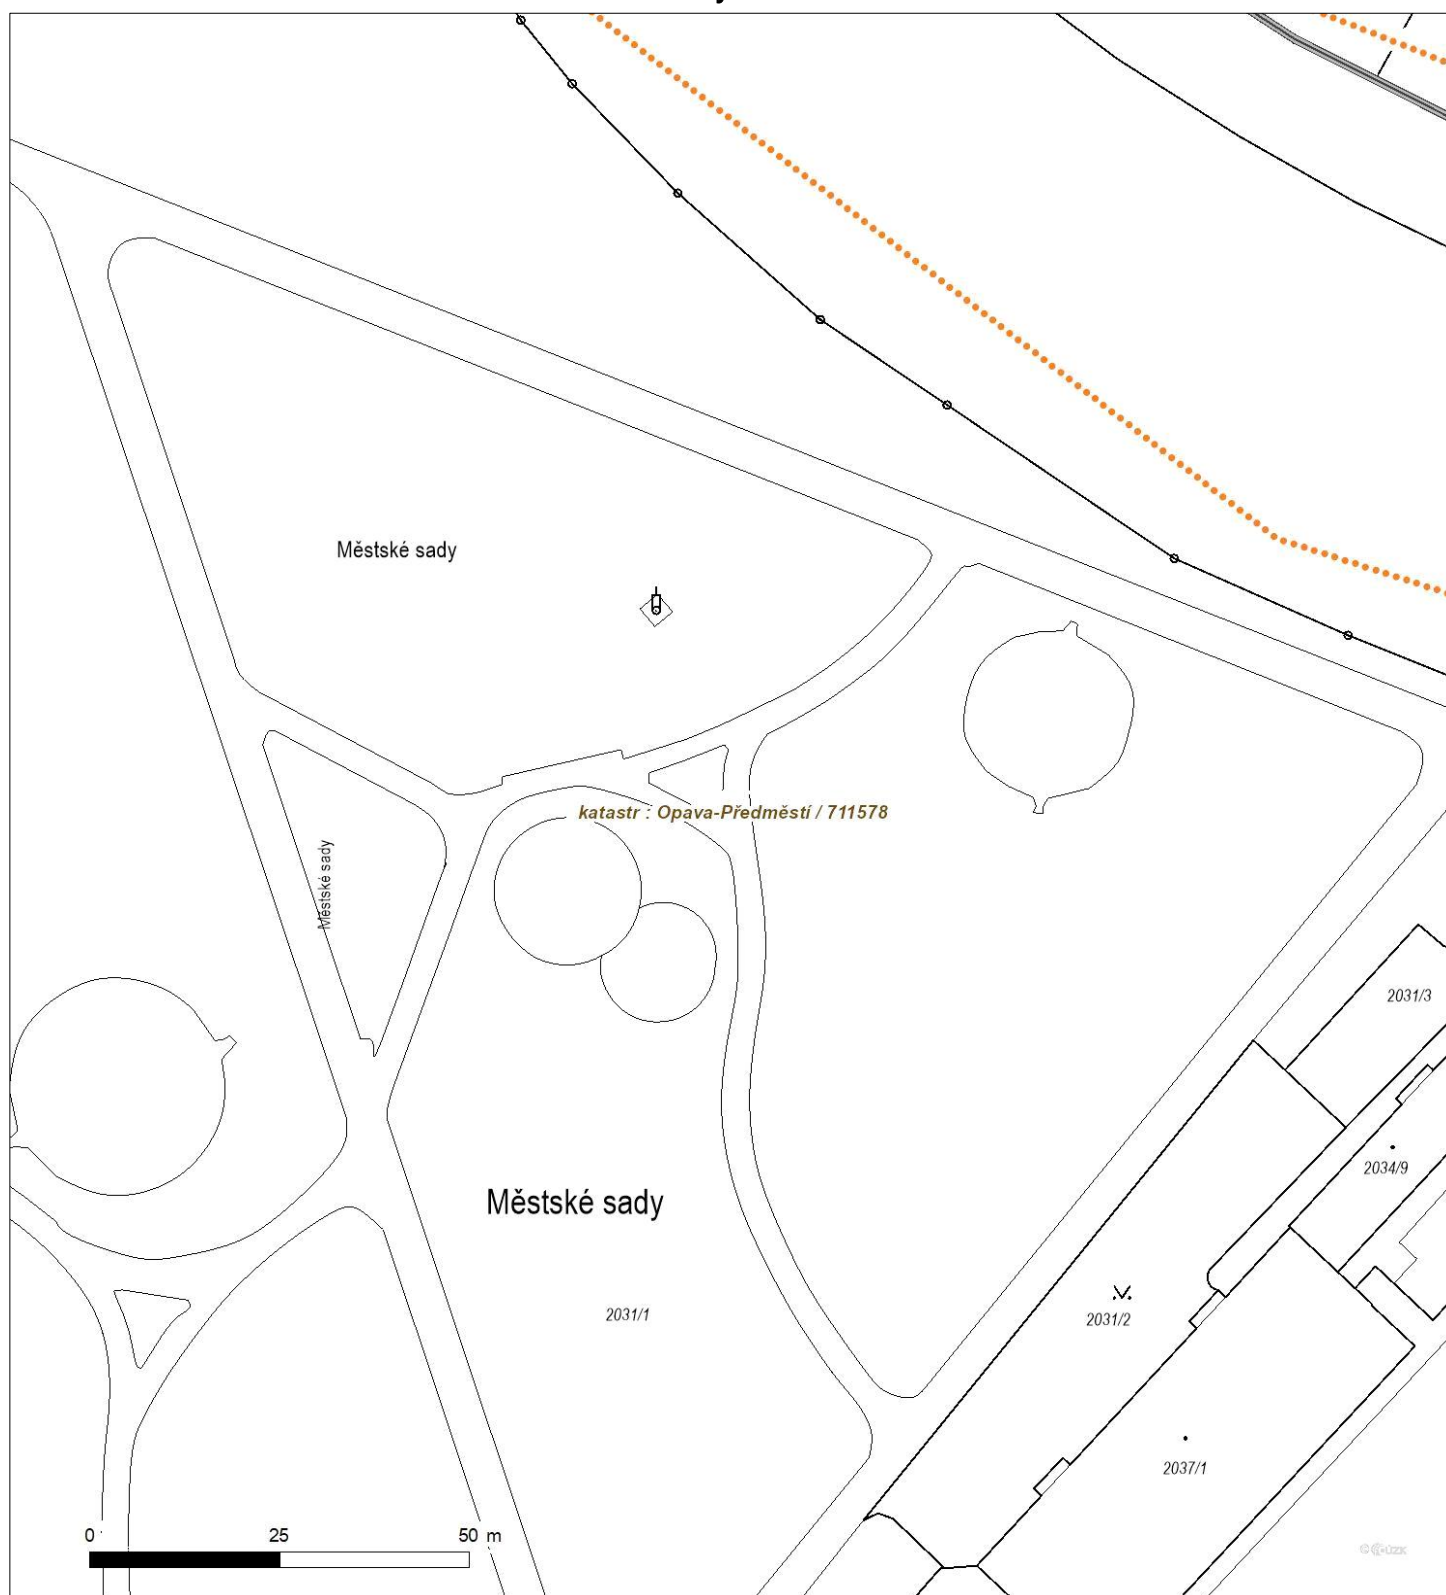 Městské sady
katastr : Opava-Předměstí / 711578
Městské sady
2031/3
2034/9
Městské sady
2031/1
2031/2
2037/1
0 25 50 m